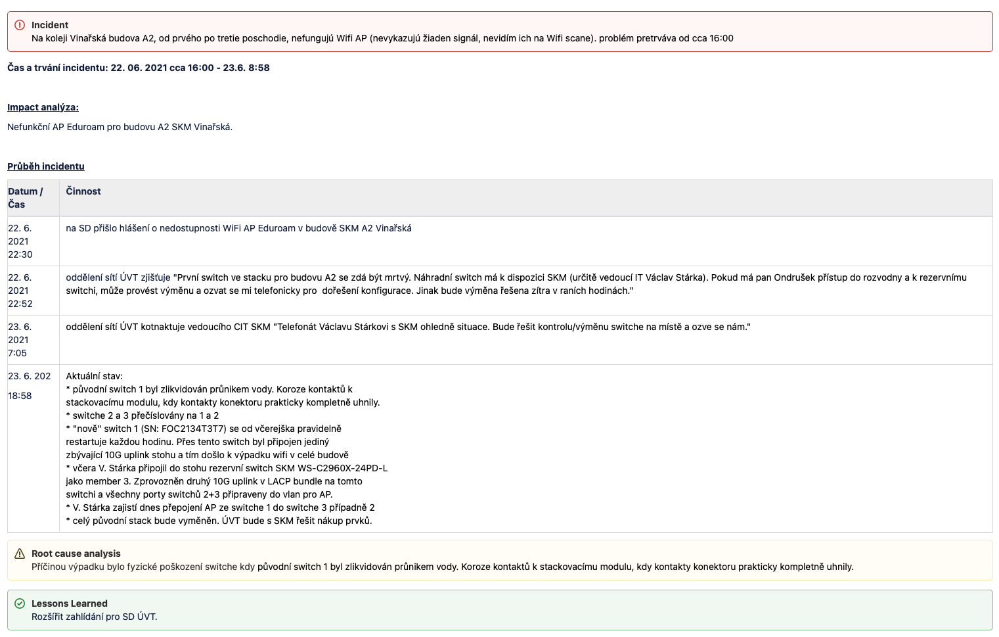 Incident
Na koleji Vinařská budova A2, od prvého po tretie poschodie, nefungujú Wifi AP (nevykazujú žiaden signál, nevidím ich na Wifi scane). problém pretrváva od cca 16:00
Čas a trvání incidentu: 22. 06. 2021 cca 16:00 - 23.6. 8:58
Impact analýza:
Nefunkční AP Eduroam pro budovu A2 SKM Vinařská.
Průběh incidentu
Datum /
Čas
Činnost
22. 6.
2021
22:30
na SD přišlo hlášení o nedostupnosti WiFi AP Eduroam v budově SKM A2 Vinařská
22. 6.
2021
22:52
oddělení sítí ÚVT zjišťuje "První switch ve stacku pro budovu A2 se zdá být mrtvý. Náhradní switch má k dispozici SKM (určitě vedoucí IT Václav Stárka). Pokud má pan Ondrušek přístup do rozvodny a k rezervnímu
switchi, může provést výměnu a ozvat se mi telefonicky pro  dořešení konfigurace. Jinak bude výměna řešena zítra v raních hodinách."
23. 6.
2021
7:05
oddělení sítí ÚVT kotnaktuje vedoucího CIT SKM "Telefonát Václavu Stárkovi s SKM ohledně situace. Bude řešit kontrolu/výměnu switche na místě a ozve se nám."
23. 6. 202
18:58
Aktuální stav:
* původní switch 1 byl zlikvidován průnikem vody. Koroze kontaktů k
stackovacímu modulu, kdy kontakty konektoru prakticky kompletně uhnily.
* switche 2 a 3 přečíslovány na 1 a 2
* "nově" switch 1 (SN: FOC2134T3T7) se od včerejška pravidelně
restartuje každou hodinu. Přes tento switch byl připojen jediný
zbývající 10G uplink stohu a tím došlo k výpadku wifi v celé budově
* včera V. Stárka připojil do stohu rezervní switch SKM WS-C2960X-24PD-L
jako member 3. Zprovozněn druhý 10G uplink v LACP bundle na tomto
switchi a všechny porty switchů 2+3 připraveny do vlan pro AP.
* V. Stárka zajistí dnes přepojení AP ze switche 1 do switche 3 případně 2
* celý původní stack bude vyměněn. ÚVT bude s SKM řešit nákup prvků.
Root cause analysis
Příčinou výpadku bylo fyzické poškození switche kdy původní switch 1 byl zlikvidován průnikem vody. Koroze kontaktů k stackovacímu modulu, kdy kontakty konektoru prakticky kompletně uhnily.
Lessons Learned
Rozšířit zahlídání pro SD ÚVT.